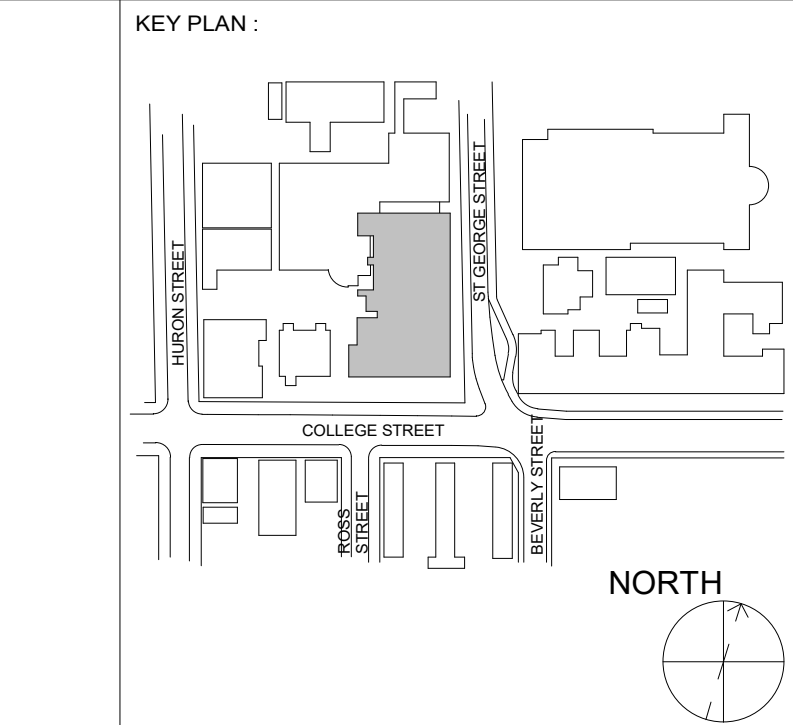 KEY PLAN :
HURON STREET
ST GEORGE STREET
COLLEGE STREET
ROSS
STREET
BEVERLY STREET
NORTH